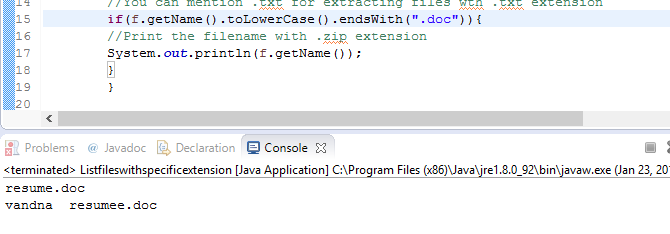 14 //You can mention .txt for extracting files wth .txt extension
15 if(f.getName().toLowerCase().endsWith(".doc")){
16 //Print the filename with .zip extension
17 System.out.println(f.getName());
18 }
19 }
20
Problems @ Javadoc Declaration Console
<terminated> Listfileswithspecificextension [Java Application] C:\Program Files (x86)\Java\jre1.8.0_92\bin\javaw.exe (Jan 23, 20
resume.doc
vandna resumee.doc